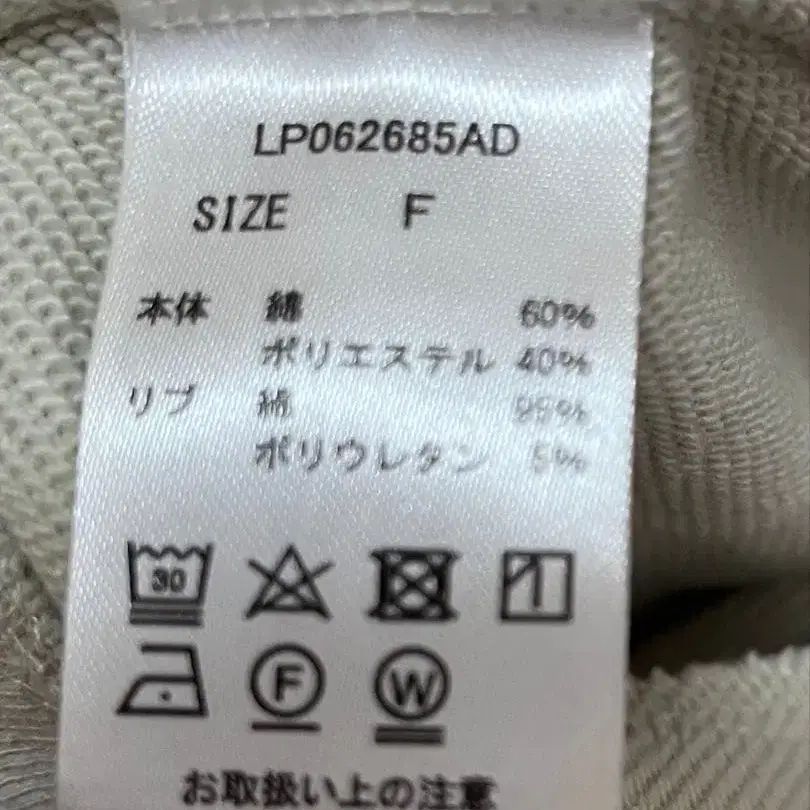 LP062685AD
SIZE F
本体 綿 60%
ポリエステル 40%
リブ 綿 95%
ポリウレタン 5%
30
F W
お取扱い上の注意